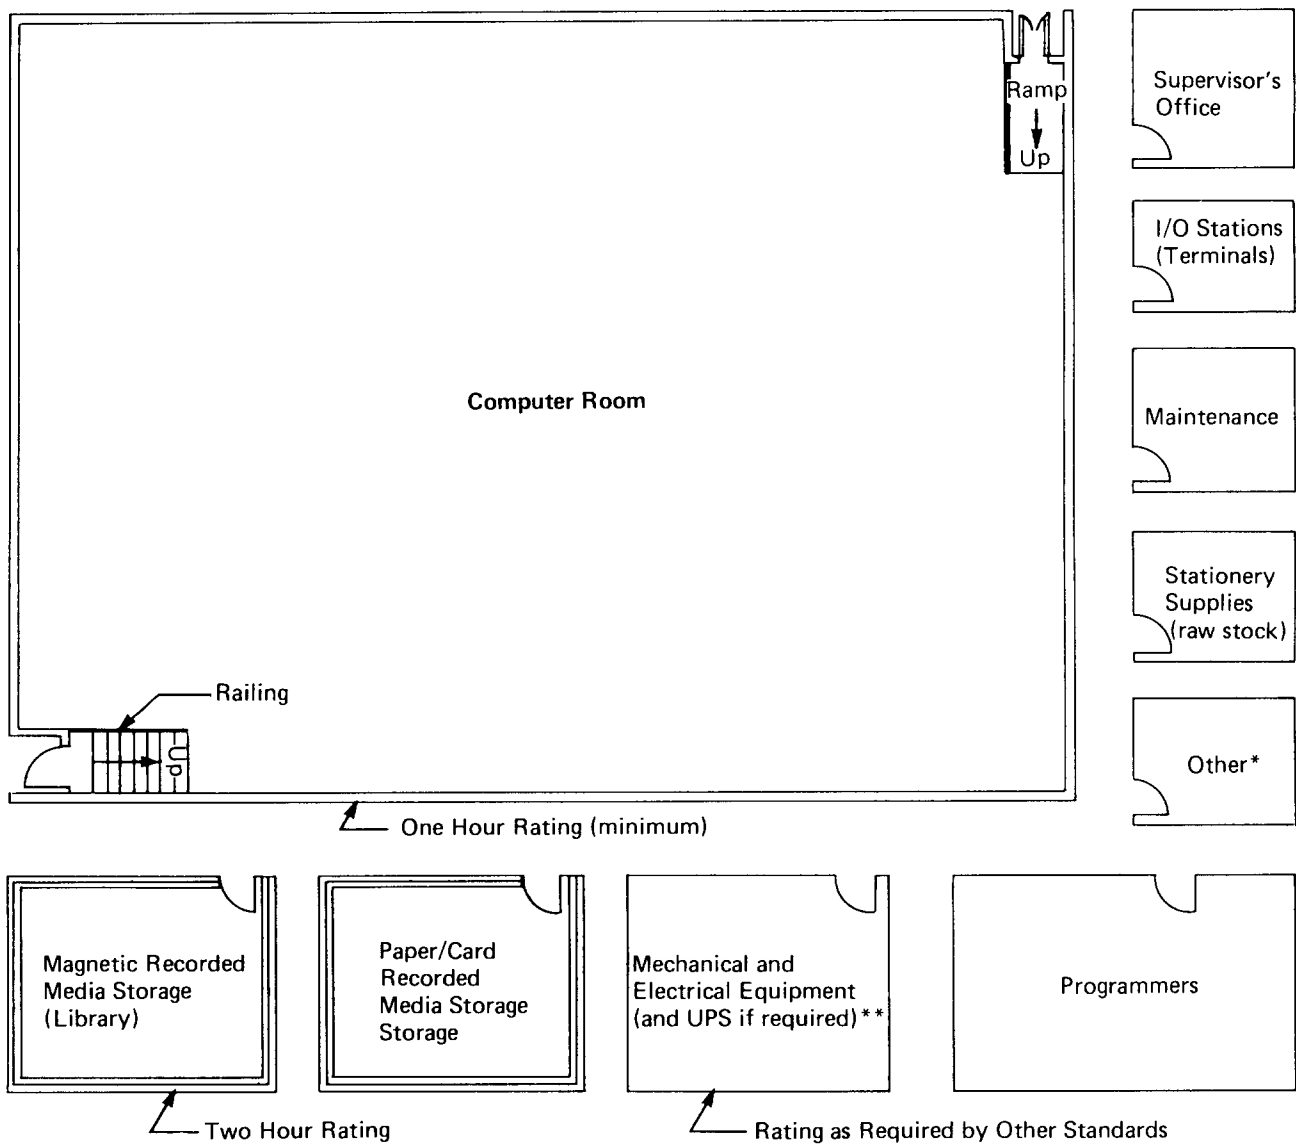 Ramp
Up
Supervisor's
Office
I/O Stations
(Terminals)
Computer Room
Maintenance
Stationery
Supplies
(raw stock)
Railing
Up
Other*
One Hour Rating (minimum)
Magnetic Recorded
Media Storage
(Library)
Paper/Card
Recorded
Media Storage
Storage
Mechanical and
Electrical Equipment
(and UPS if required)**
Programmers
Two Hour Rating
Rating as Required by Other Standards